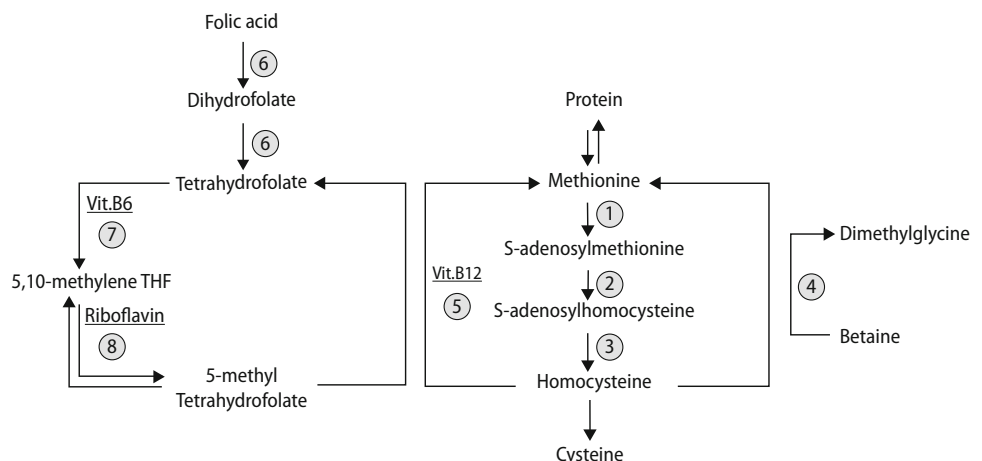 Folic acid
6
Dihydrofolate
6
Tetrahydrofolate
Vit.B6
7
5,10-methylene THF
Riboflavin
8
5-methyl
Tetrahydrofolate
Protein
Methionine
1
S-adenosylmethionine
Vit.B12
5
2
S-adenosylhomocysteine
3
Homocysteine
Cysteine
Dimethylglycine
4
Betaine